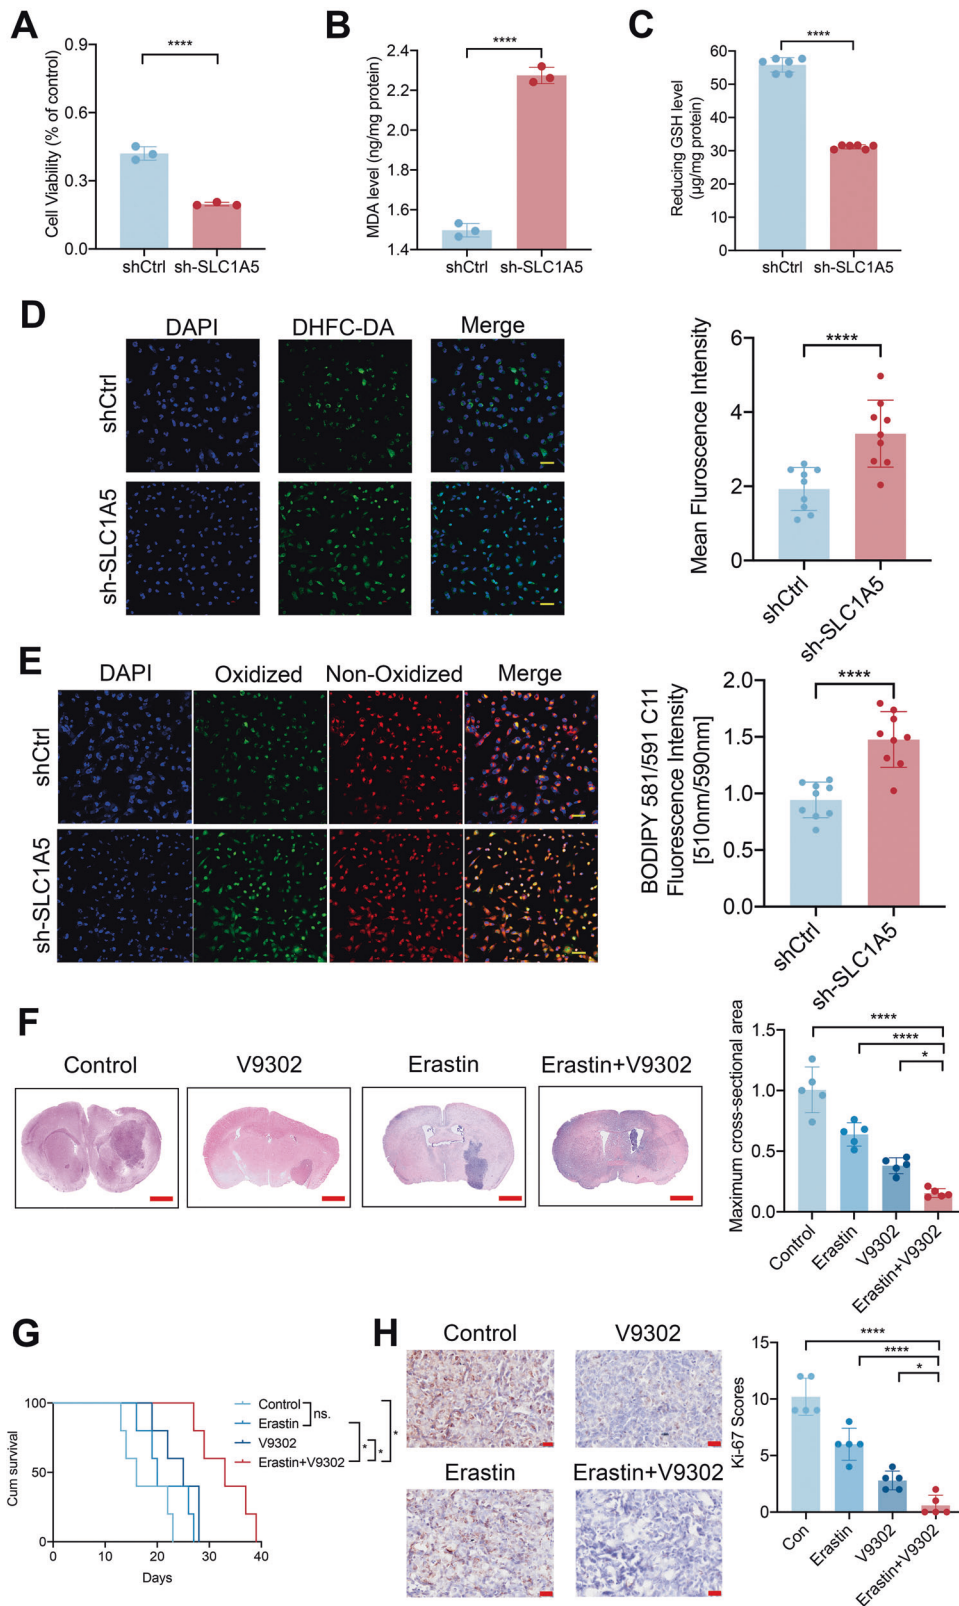 A
Cell Viability (% of control)
0.9
0.6
0.3
0.0
****
shCtrl sh-SLC1A5
B
MDA level (ng/mg protein)
2.4
2.2
2.0
1.8
1.6
1.4
****
shCtrl sh-SLC1A5
C
Reducing GSH level
(μg/mg protein)
60
50
40
30
20
10
0
****
shCtrl sh-SLC1A5
D
DAPI DHFC-DA Merge
shCtrl
sh-SLC1A5
Mean Fluroscence Intensity
6
4
2
0
****
shCtrl
sh-SLC1A5
E
DAPI Oxidized Non-Oxidized Merge
shCtrl
sh-SLC1A5
BODIPY 581/591 C11
Fluorescence Intensity
[510nm/590nm]
2.0
1.5
1.0
0.5
0.0
****
shCtrl
sh-SLC1A5
F
Control V9302 Erastin Erastin+V9302
Maximum cross-sectional area
1.5
1.0
0.5
0.0
****
****
*
Control
Erastin
V9302
Erastin+V9302
G
Cum survival
100
50
0
0 10 20 30 40
Days
Control
Erastin
V9302
Erastin+V9302
ns.
*
*
*
H
Control V9302
Erastin Erastin+V9302
Ki-67 Scores
15
10
5
0
****
****
*
Con
Erastin
V9302
Erastin+V9302